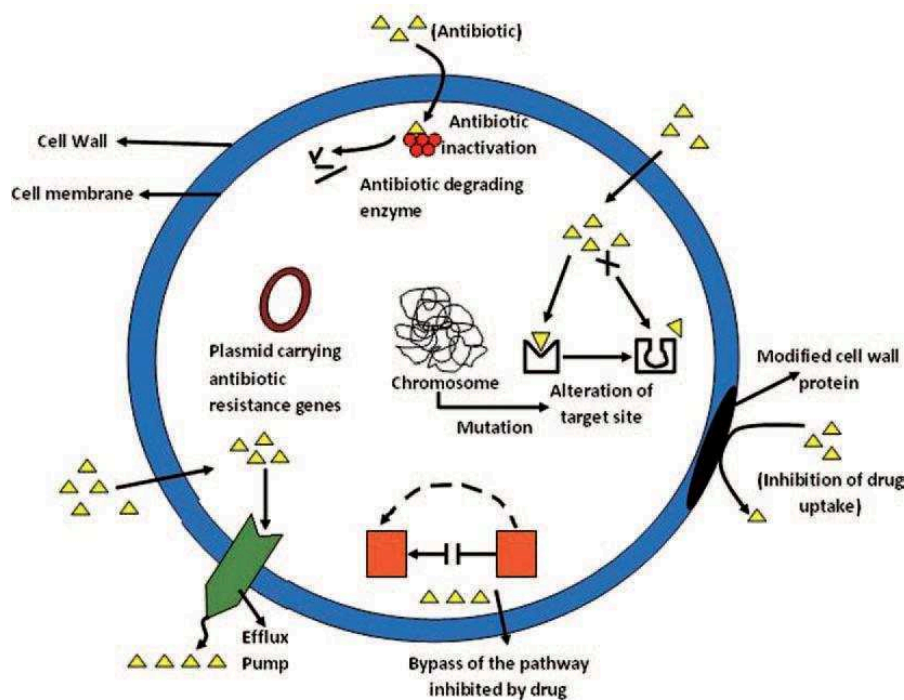 (Antibiotic)
Antibiotic
inactivation
Cell Wall
Antibiotic degrading
enzyme
Cell membrane
Plasmid carrying
antibiotic
resistance genes
Chromosome
Mutation
Alteration of
target site
Modified cell wall
protein
(Inhibition of drug
uptake)
Efflux
Pump
Bypass of the pathway
inhibited by drug